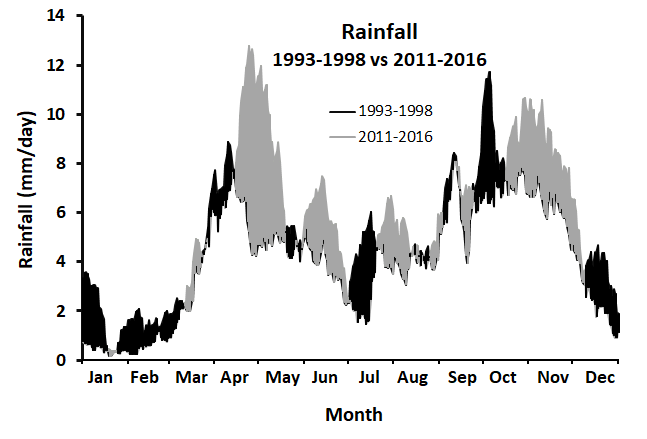 Rainfall
1993-1998 vs 2011-2016
1993-1998
2011-2016
Rainfall (mm/day)
14
12
10
8
6
4
2
0
Jan Feb Mar Apr May Jun Jul Aug Sep Oct Nov Dec
Month